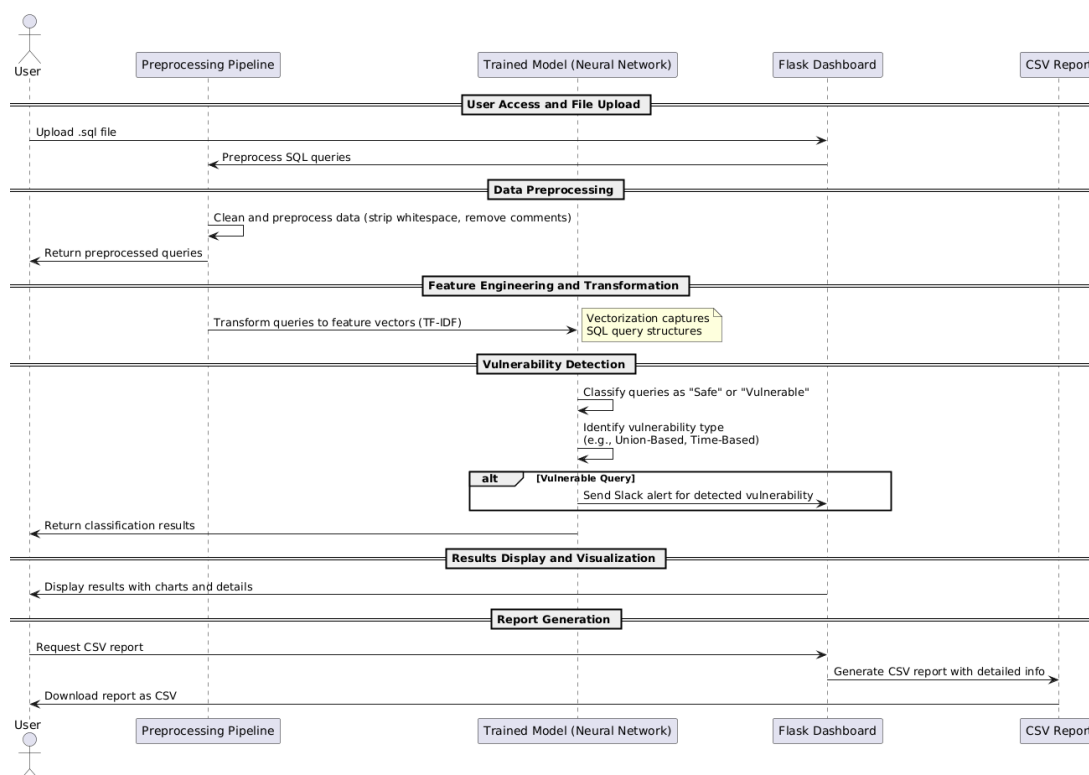 User
Preprocessing Pipeline
Trained Model (Neural Network)
Flask Dashboard
CSV Report
User Access and File Upload
Upload .sql file
Preprocess SQL queries
Data Preprocessing
Clean and preprocess data (strip whitespace, remove comments)
Return preprocessed queries
Feature Engineering and Transformation
Transform queries to feature vectors (TF-IDF)
Vectorization captures
SQL query structures
Vulnerability Detection
Classify queries as "Safe" or "Vulnerable"
Identify vulnerability type
(e.g., Union-Based, Time-Based)
alt
[Vulnerable Query]
Send Slack alert for detected vulnerability
Return classification results
Results Display and Visualization
Display results with charts and details
Report Generation
Request CSV report
Generate CSV report with detailed info
Download report as CSV
User
Preprocessing Pipeline
Trained Model (Neural Network)
Flask Dashboard
CSV Report